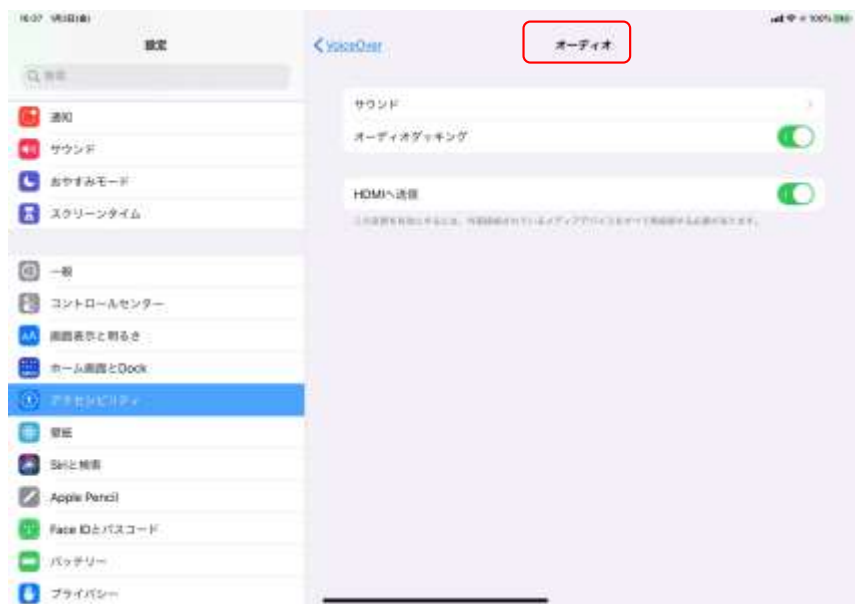 設定
VoiceOver
オーディオ
検索
通知
サウンド
おやすみモード
スクリーンタイム
一般
コントロールセンター
画面表示と明るさ
ホーム画面とDock
アクセシビリティ
壁紙
Siriと検索
Apple Pencil
Face IDとパスコード
バッテリー
プライバシー
サウンド
オーディオダッキング
HDMIへ送信